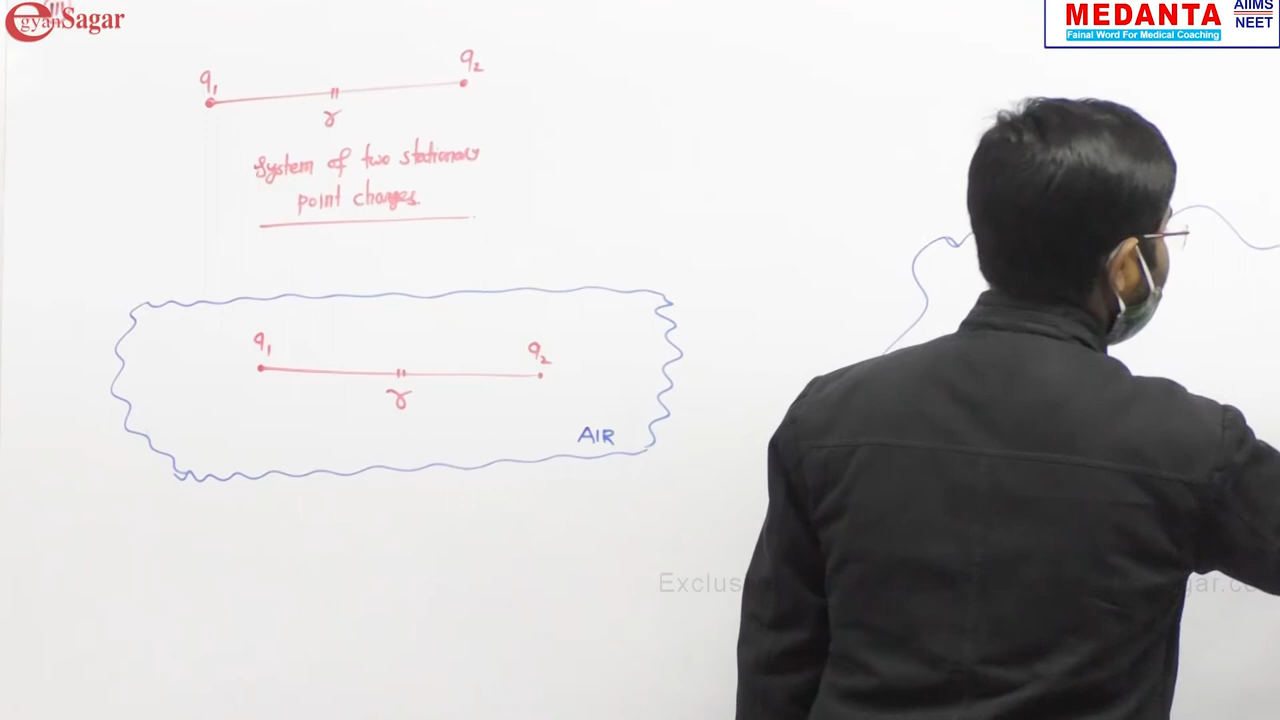 egyanSagar
MEDANTA
Fainal Word For Medical Coaching
AIIMS
NEET
q₁
q₂
r
System of two stationary
point charges.
q₁
q₂
r
AIR